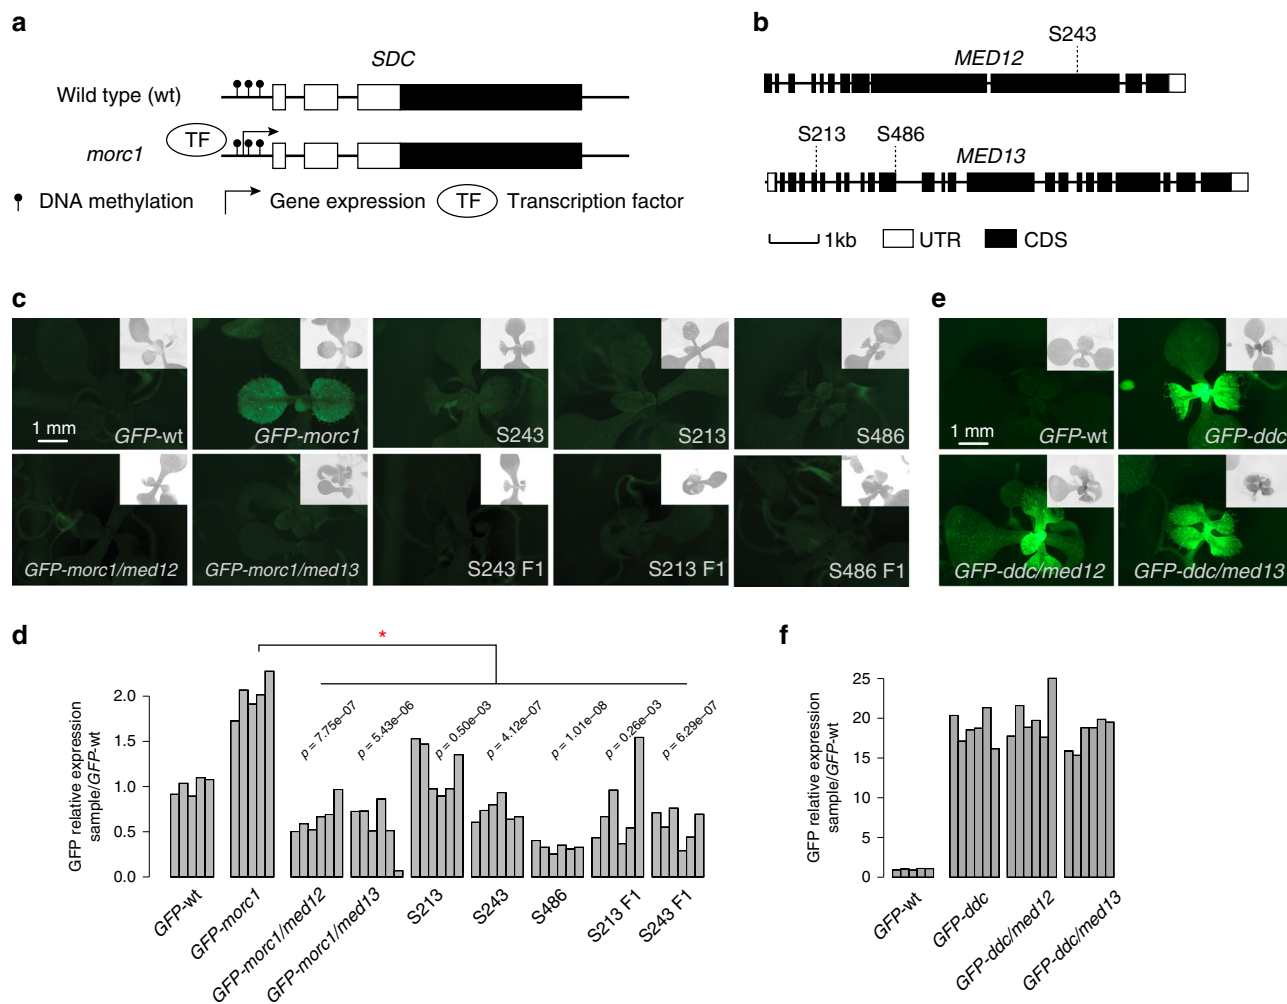 a
SDC
Wild type (wt)
TF
morc1
DNA methylation
Gene expression
TF
Transcription factor
b
S243
MED12
S213
S486
MED13
1kb
UTR
CDS
c
1 mm
GFP-wt
GFP-morc1
S243
S213
S486
GFP-morc1/med12
GFP-morc1/med13
S243 F1
S213 F1
S486 F1
e
1 mm
GFP-wt
GFP-ddc
GFP-ddc/med12
GFP-ddc/med13
d
*
GFP relative expression
sample/GFP-wt
2.0
1.5
1.0
0.5
0.0
p = 7.75e–07
p = 5.43e–06
p = 0.50e–03
p = 4.12e–07
p = 1.01e–08
p = 0.26e–03
p = 6.29e–07
GFP-wt
GFP-morc1
GFP-morc1/med12
GFP-morc1/med13
S213
S243
S486
S213 F1
S243 F1
f
GFP relative expression
sample/GFP-wt
25
20
15
10
5
0
GFP-wt
GFP-ddc
GFP-ddc/med12
GFP-ddc/med13